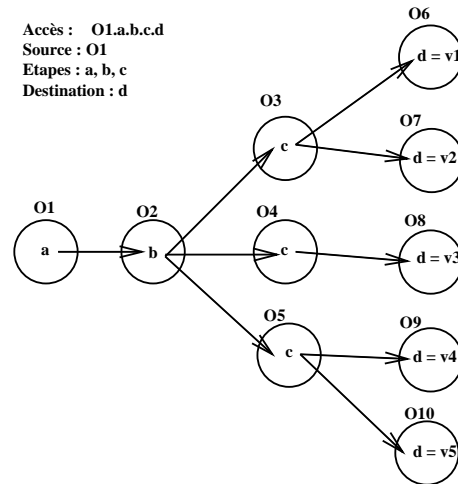 Accès : O1.a.b.c.d
Source : O1
Etapes : a, b, c
Destination : d
O6
d = v1
O3
c
O7
d = v2
O1
a
O2
b
O4
c
O8
d = v3
O5
c
O9
d = v4
O10
d = v5